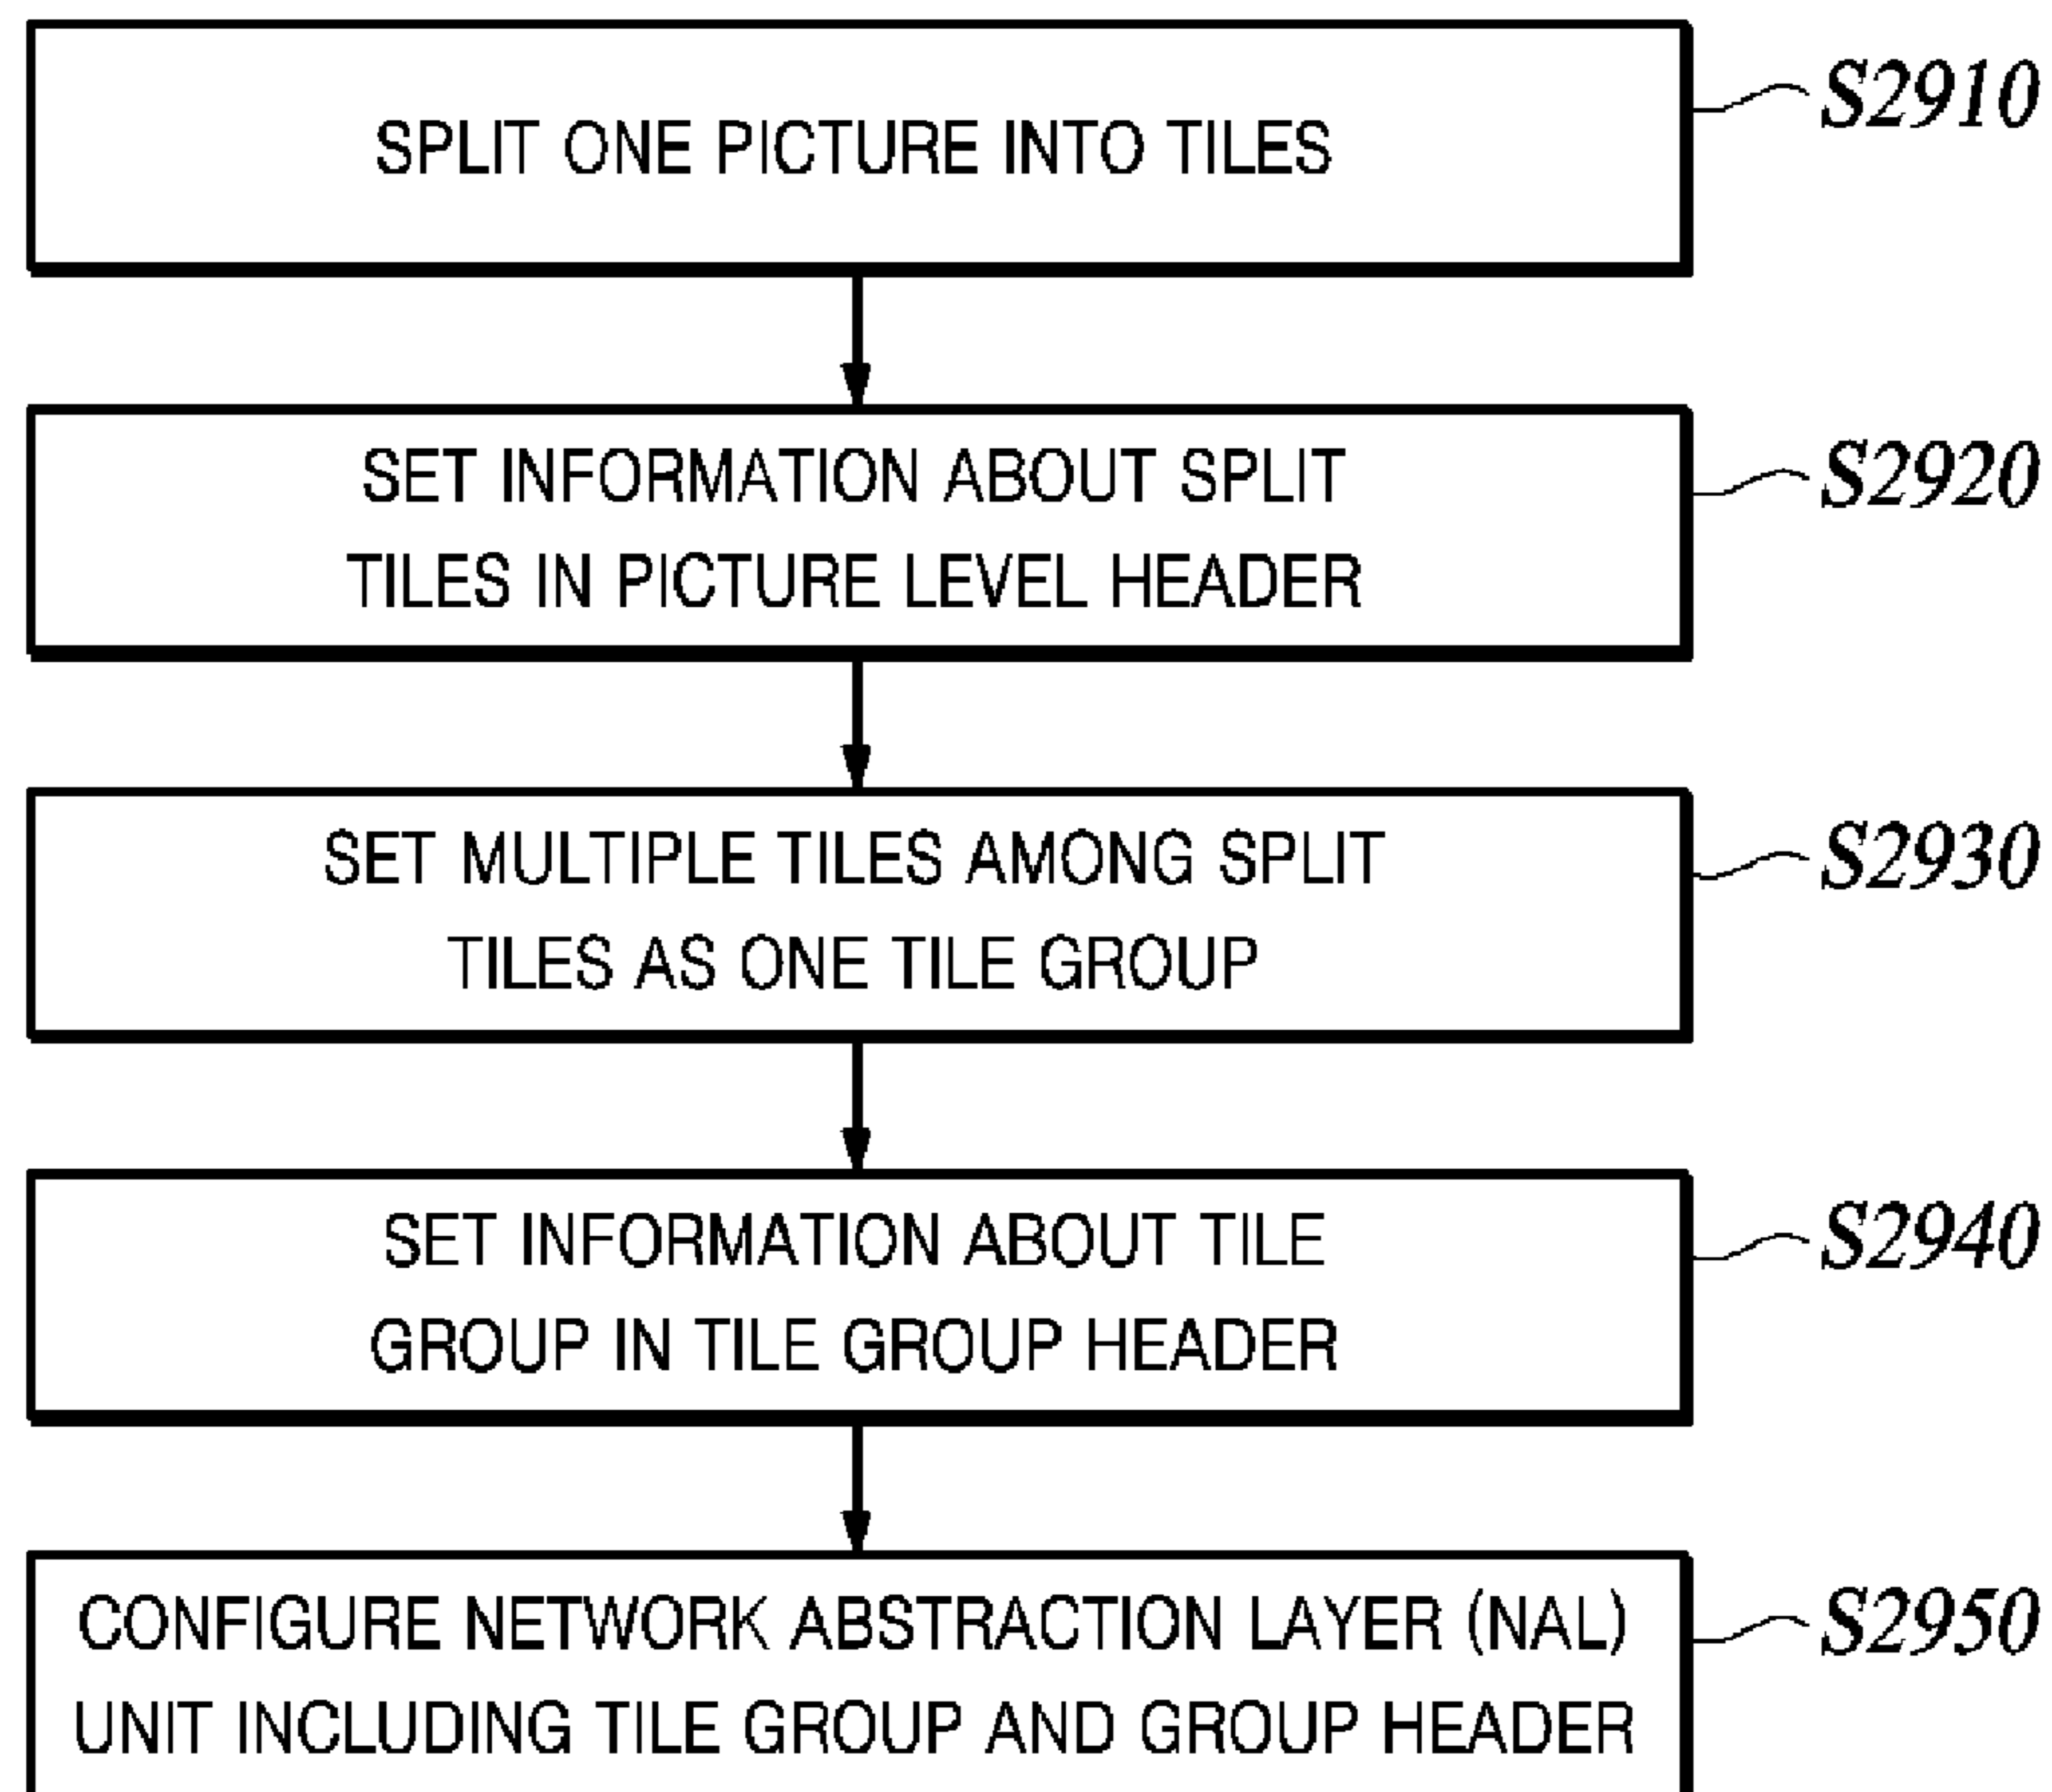 SPLIT ONE PICTURE INTO TILES
S2910
SET INFORMATION ABOUT SPLIT
TILES IN PICTURE LEVEL HEADER
S2920
SET MULTIPLE TILES AMONG SPLIT
TILES AS ONE TILE GROUP
S2930
SET INFORMATION ABOUT TILE
GROUP IN TILE GROUP HEADER
S2940
CONFIGURE NETWORK ABSTRACTION LAYER (NAL)
UNIT INCLUDING TILE GROUP AND GROUP HEADER
S2950